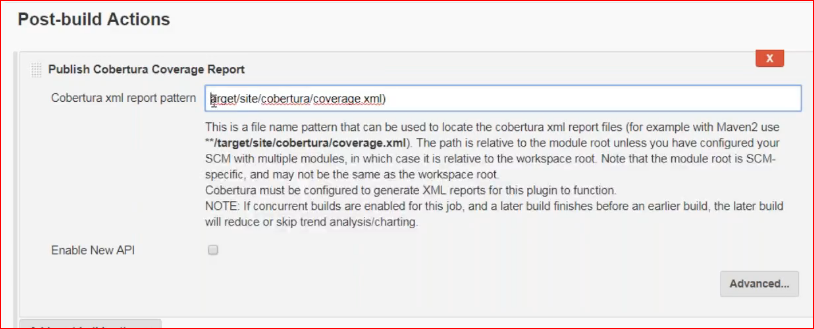 Post-build Actions
X
Publish Cobertura Coverage Report
Cobertura xml report pattern
target/site/cobertura/coverage.xml)
This is a file name pattern that can be used to locate the cobertura xml report files (for example with Maven2 use
**/target/site/cobertura/coverage.xml). The path is relative to the module root unless you have configured your
SCM with multiple modules, in which case it is relative to the workspace root. Note that the module root is SCM-
specific, and may not be the same as the workspace root.
Cobertura must be configured to generate XML reports for this plugin to function.
NOTE: If concurrent builds are enabled for this job, and a later build finishes before an earlier build, the later build
will reduce or skip trend analysis/charting.
Enable New API
Advanced...